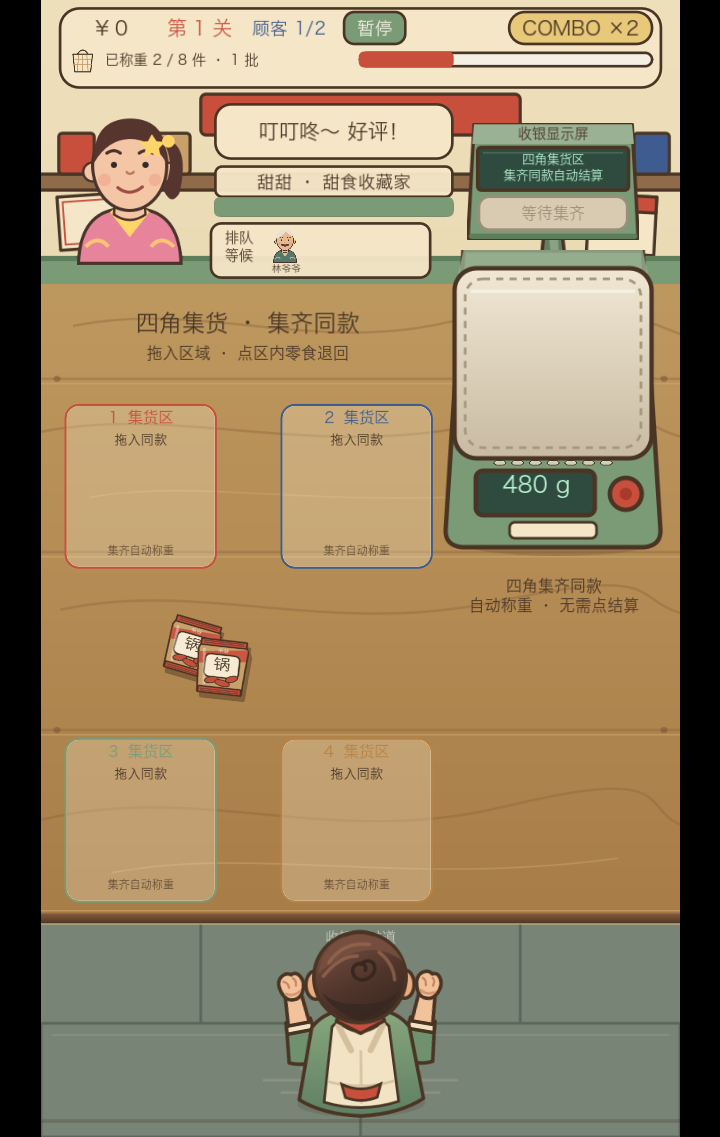 ￥0 第 1 关 顾客 1/2 暂停 COMBO ×2
已称重 2 / 8 件 · 1 批
叮叮咚～ 好评！
收银显示屏
四角集货区
集齐同款自动结算
甜甜 · 甜食收藏家
等待集齐
排队
等候
林爷爷
四角集货 · 集齐同款
拖入区域 · 点区内零食退回
1 集货区
拖入同款
集齐自动称重
2 集货区
拖入同款
集齐自动称重
480 g
四角集齐同款
自动称重 · 无需点结算
锅
锅
3 集货区
拖入同款
集齐自动称重
4 集货区
拖入同款
集齐自动称重